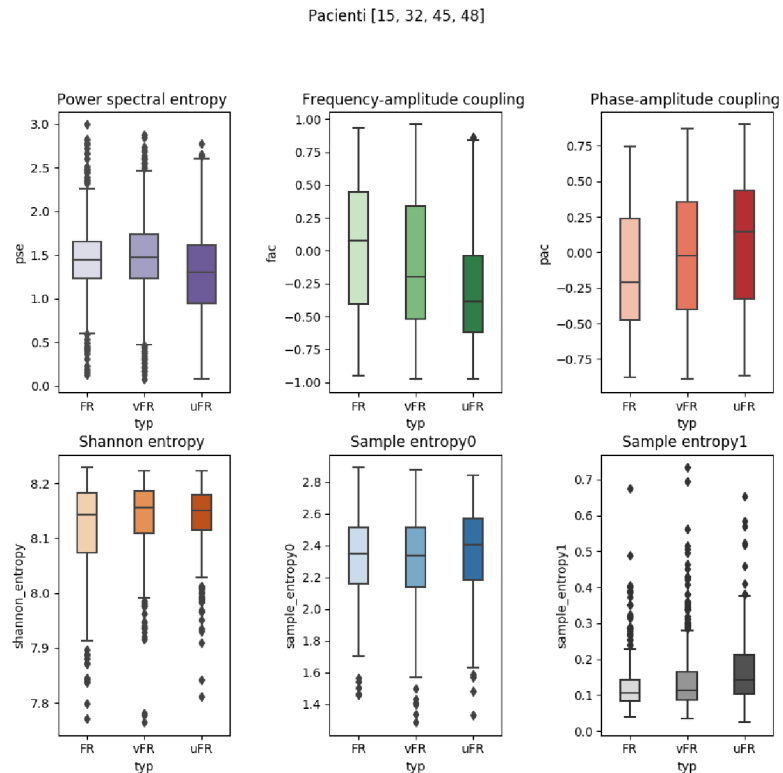 Pacienti [15, 32, 45, 48]
Power spectral entropy
3.0
2.5
2.0
1.5
1.0
0.5
0.0
pse
FR vFR uFR
typ
Frequency-amplitude coupling
1.00
0.75
0.50
0.25
0.00
−0.25
−0.50
−0.75
−1.00
fac
FR vFR uFR
typ
Phase-amplitude coupling
0.75
0.50
0.25
0.00
−0.25
−0.50
−0.75
pac
FR vFR uFR
typ
Shannon entropy
8.2
8.1
8.0
7.9
7.8
shannon_entropy
FR vFR uFR
typ
Sample entropy0
2.8
2.6
2.4
2.2
2.0
1.8
1.6
1.4
sample_entropy0
FR vFR uFR
typ
Sample entropy1
0.7
0.6
0.5
0.4
0.3
0.2
0.1
0.0
sample_entropy1
FR vFR uFR
typ